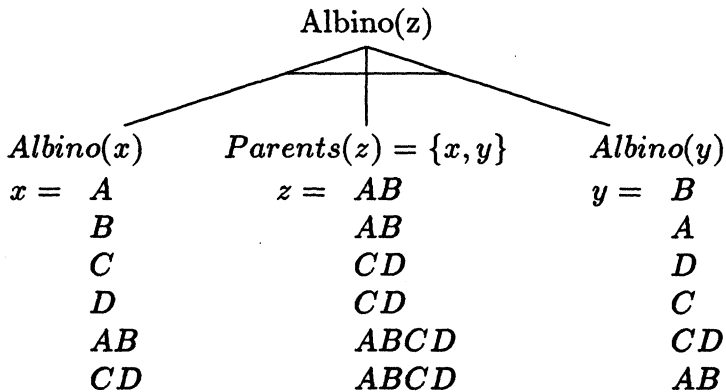 Albino(z)
Albino(x) Parents(z) = {x, y} Albino(y)
x = A z = AB y = B
B AB A
C CD D
D CD C
AB ABCD CD
CD ABCD AB